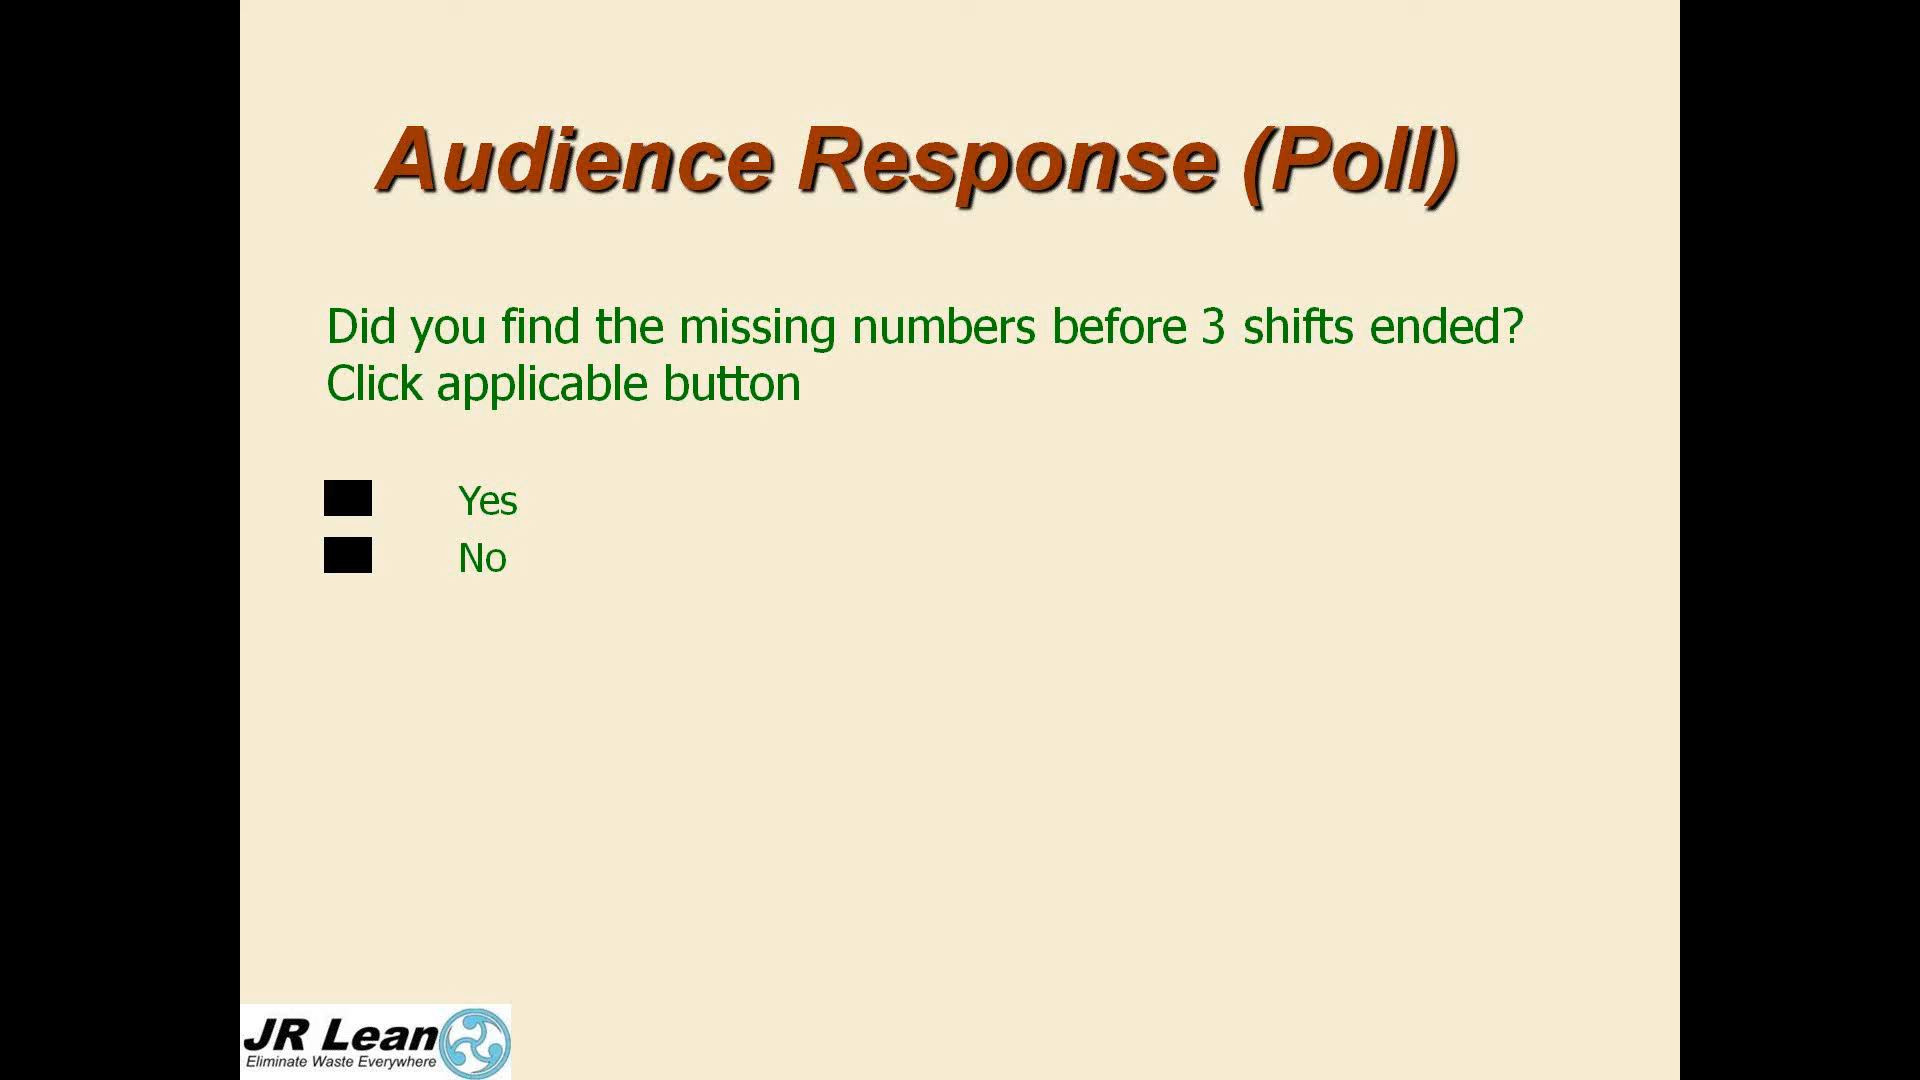 Audience Response (Poll)
Did you find the missing numbers before 3 shifts ended?
Click applicable button
Yes
No
JR Lean
Eliminate Waste Everywhere